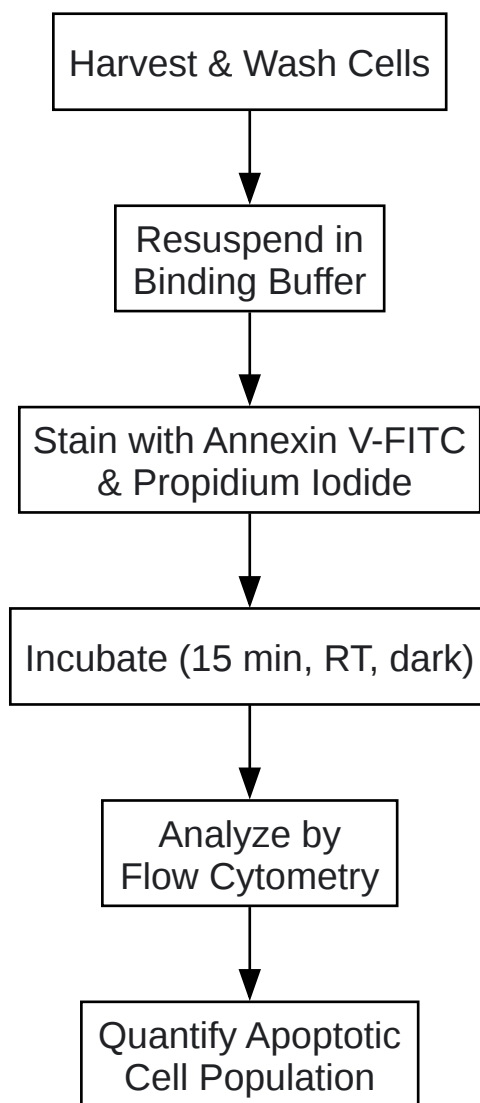 Harvest & Wash Cells
Resuspend in
Binding Buffer
Stain with Annexin V-FITC
& Propidium Iodide
Incubate (15 min, RT, dark)
Analyze by
Flow Cytometry
Quantify Apoptotic
Cell Population